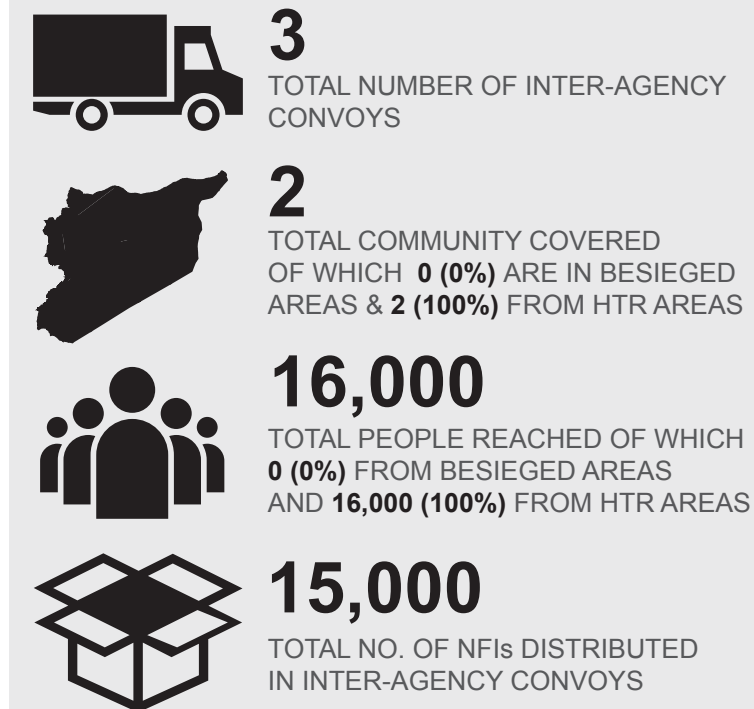 3
TOTAL NUMBER OF INTER-AGENCY
CONVOYS
2
TOTAL COMMUNITY COVERED
OF WHICH 0 (0%) ARE IN BESIEGED
AREAS & 2 (100%) FROM HTR AREAS
16,000
TOTAL PEOPLE REACHED OF WHICH
0 (0%) FROM BESIEGED AREAS
AND 16,000 (100%) FROM HTR AREAS
15,000
TOTAL NO. OF NFIs DISTRIBUTED
IN INTER-AGENCY CONVOYS